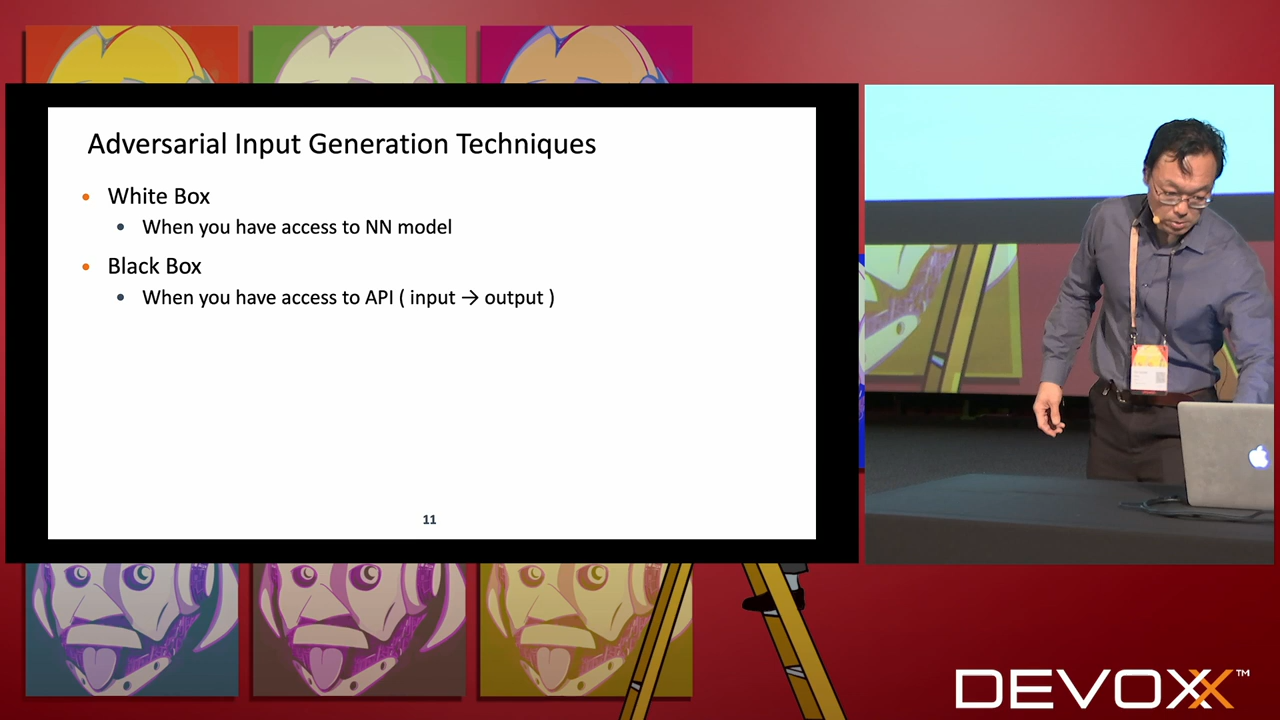 Adversarial Input Generation Techniques
• White Box
• When you have access to NN model
• Black Box
• When you have access to API ( input → output )
11
DEVOXX™